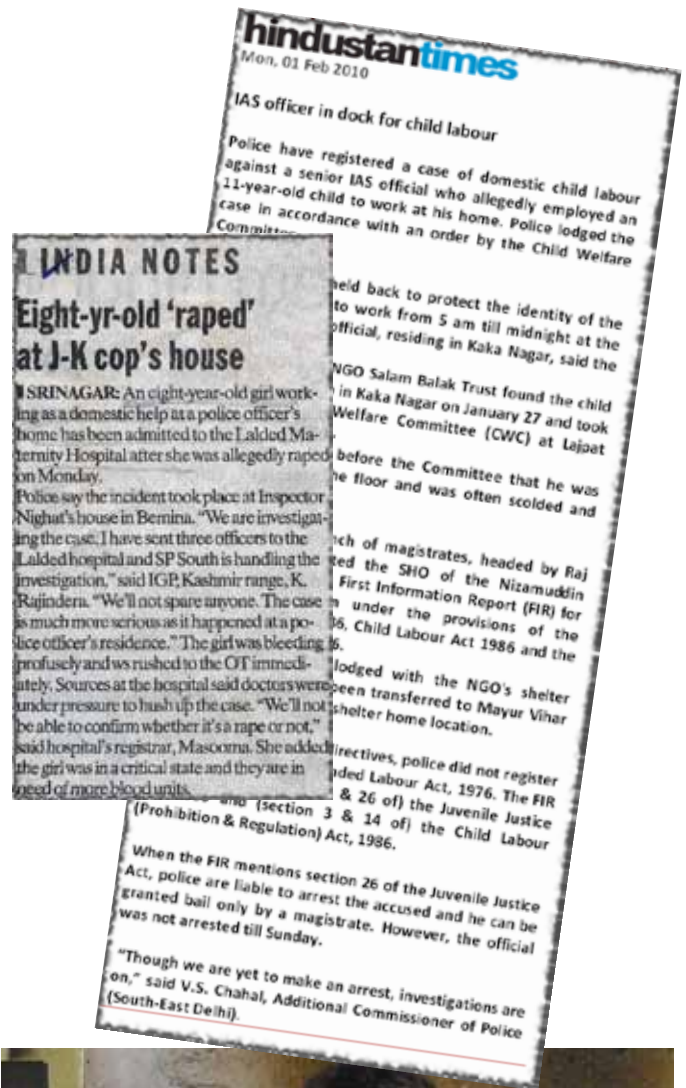 hindustantimes
Mon, 01 Feb 2010
IAS officer in dock for child labour
Police have registered a case of domestic child labour
against a senior IAS official who allegedly employed an
11-year-old child to work at his home. Police lodged the
case in accordance with an order by the Child Welfare
held back to protect the identity of the
to work from 5 am till midnight at the
official, residing in Kaka Nagar, said the
NGO Salam Balak Trust found the child
in Kaka Nagar on January 27 and took
Welfare Committee (CWC) at Lajpat
before the Committee that he was
floor and was often scolded and
of magistrates, headed by Raj
the SHO of the Nizamuddin
First Information Report (FIR) for
under the provisions of the
Child Labour Act 1986 and the
lodged with the NGO's shelter
been transferred to Mayur Vihar
shelter home location.
directives, police did not register
Labour Act, 1976. The FIR
and (section 3 & 14 of) the Child Labour
& 26 of) the Juvenile Justice
(Prohibition & Regulation) Act, 1986.
When the FIR mentions section 26 of the Juvenile Justice
Act, police are liable to arrest the accused and he can be
granted bail only by a magistrate. However, the official
was not arrested till Sunday.
"Though we are yet to make an arrest, investigations are
on," said V.S. Chahal, Additional Commissioner of Police
(South-East Delhi).
INDIA NOTES
Eight-yr-old 'raped'
at J-K cop's house
SRINAGAR: An eight-year-old girl work-
ing as a domestic help at a police officer's
home has been admitted to the Lalded Ma-
ternity Hospital after she was allegedly raped
on Monday.
Police say the incident took place at Inspector
Nighat's house in Bemina. "We are investigat-
ing the case. I have sent three officers to the
Lalded hospital and SP South is handling the
investigation," said IGP, Kashmir range, K.
Rajindera. "We'll not spare anyone. The case
is much more serious as it happened at a po-
lice officer's residence." The girl was bleeding
profusely and ws rushed to the OT immedi-
ately. Sources at the hospital said doctors were
under pressure to hush up the case. "We'll not
be able to confirm whether it's a rape or not,"
said hospital's registrar, Masooma. She added
the girl was in a critical state and they are in
need of more blood units.